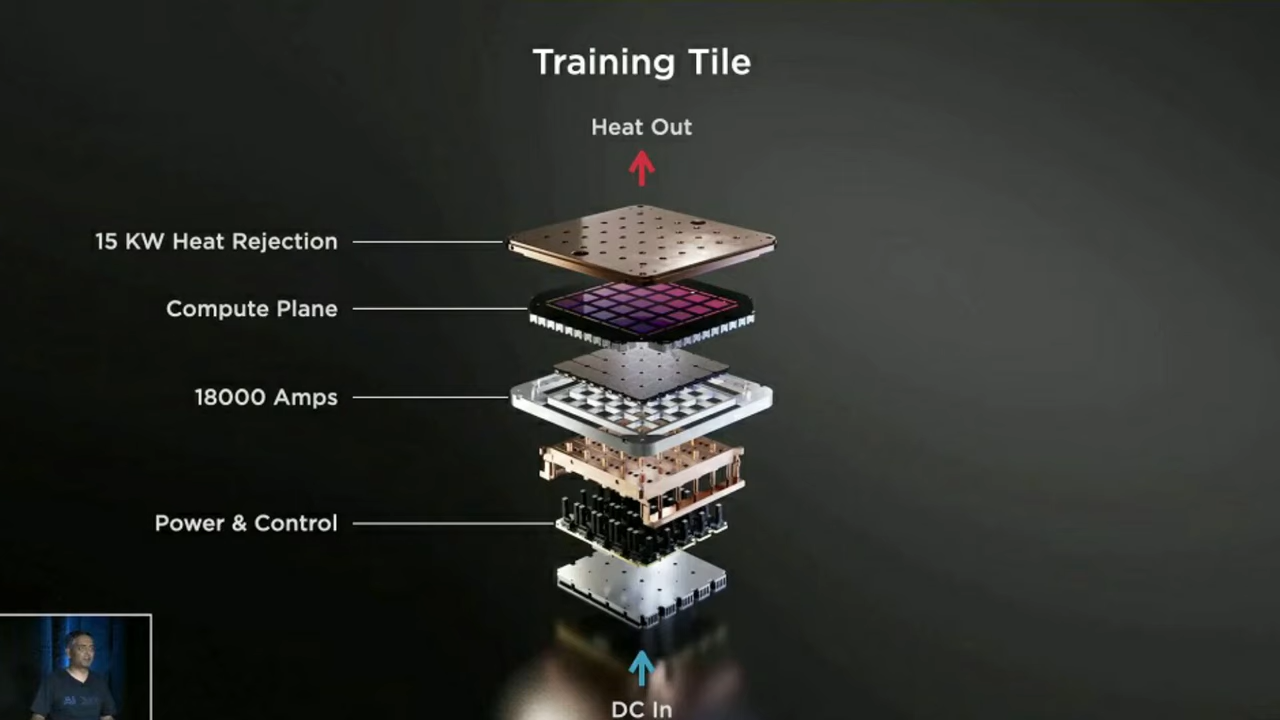 Training Tile
Heat Out
15 KW Heat Rejection
Compute Plane
18000 Amps
Power & Control
DC In